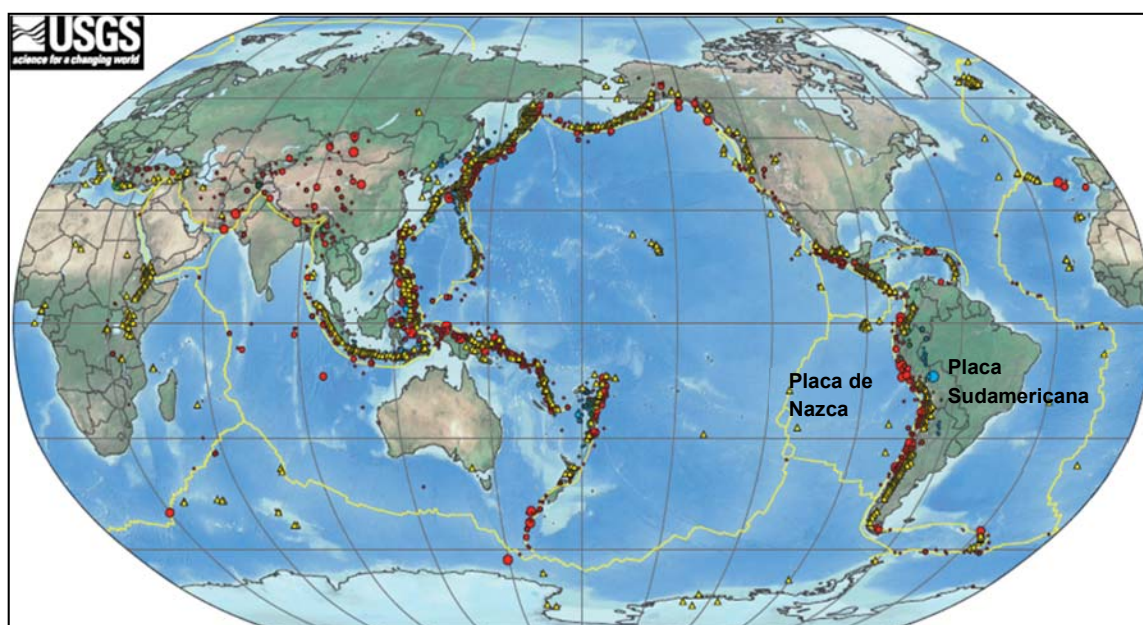 USGS
science for a changing world
Placa de
Nazca
Placa
Sudamericana